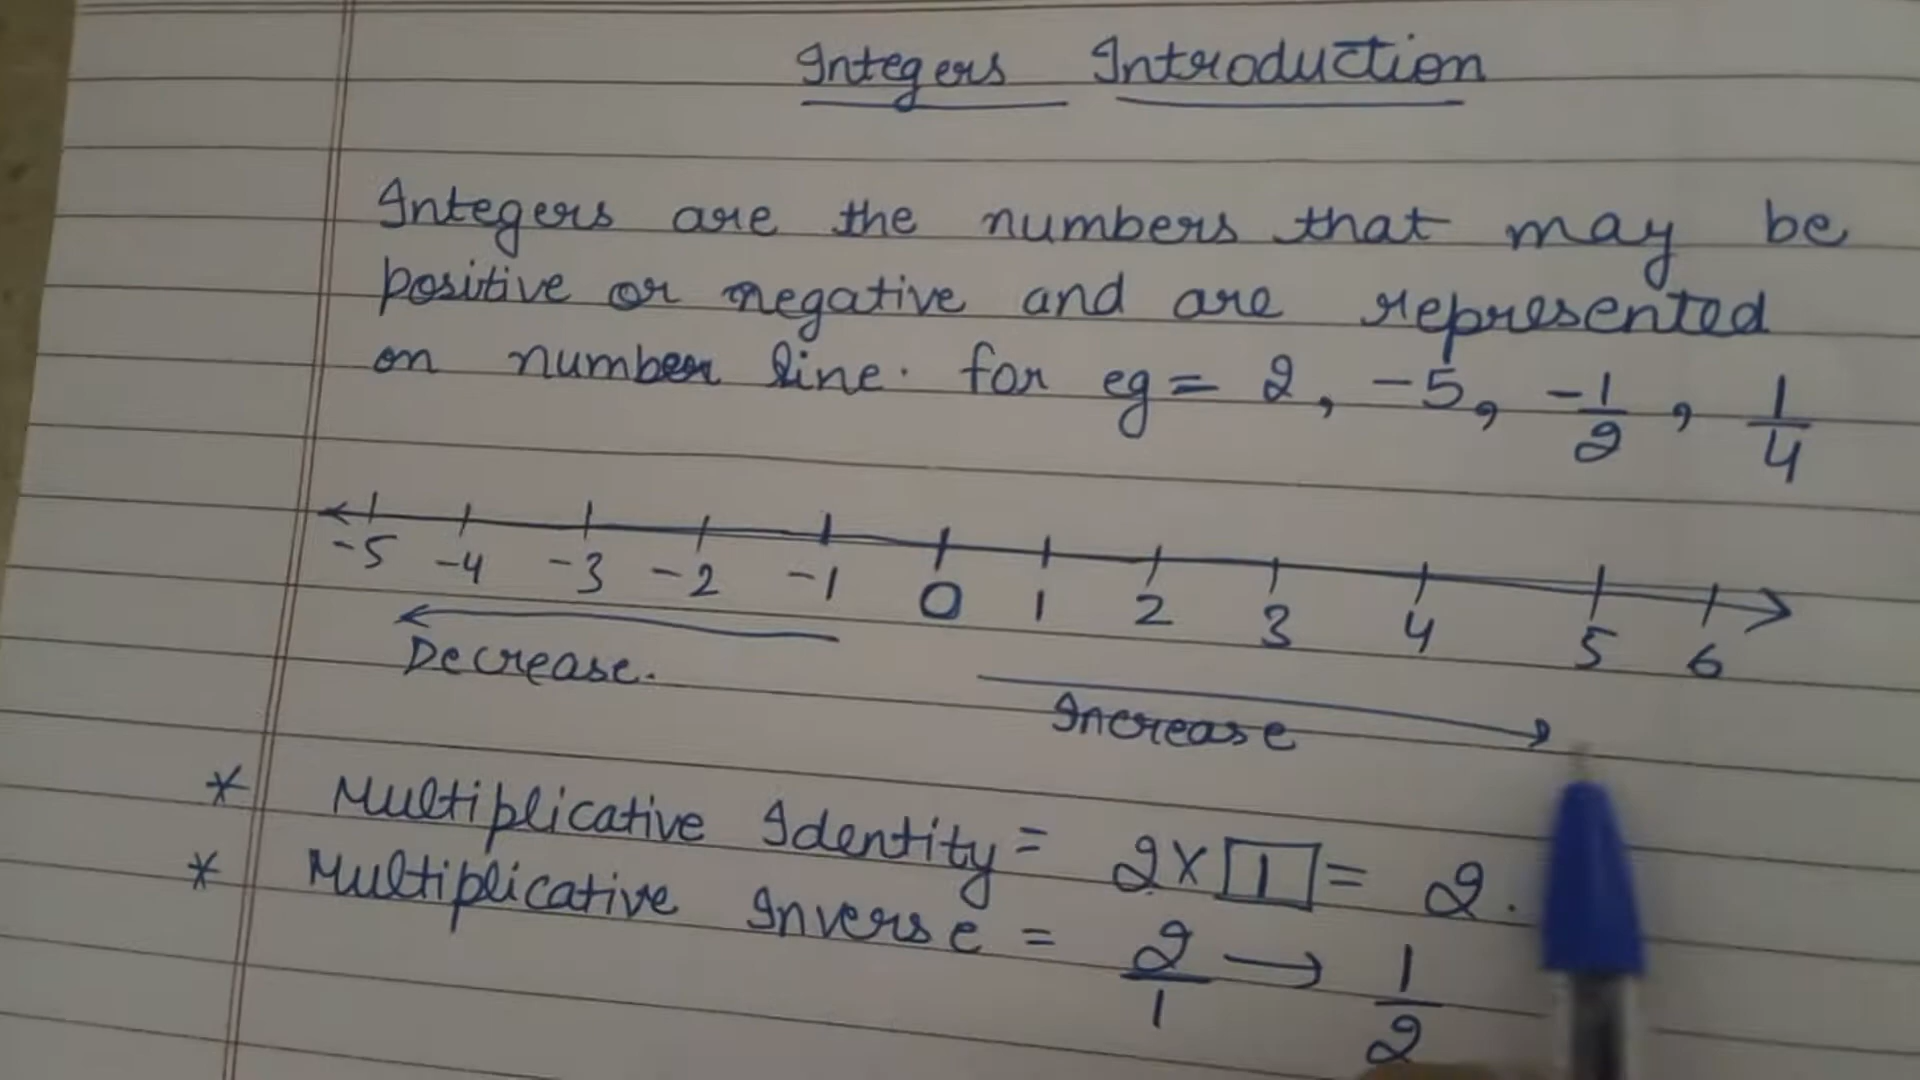 Integers Introduction
Integers are the numbers that may be
positive or negative and are represented
on number line. for eg = 2, -5, -1/2, 1/4
-5 -4 -3 -2 -1 0 1 2 3 4 5 6
Decrease.
Increase
* Multiplicative Identity = 2 × 1 = 2.
* Multiplicative Inverse = 2/1 → 1/2